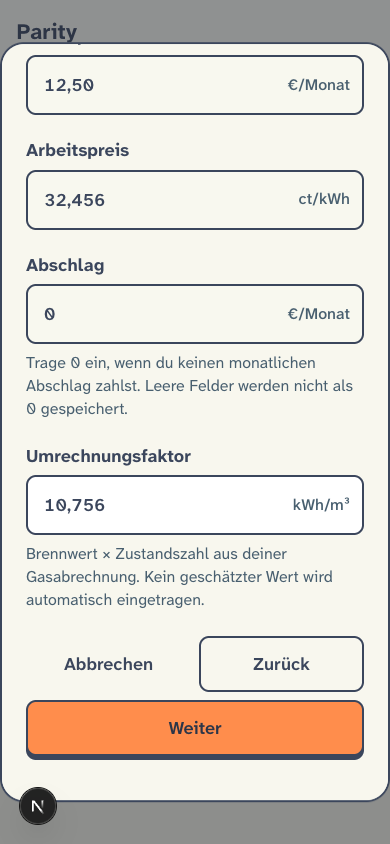 Parity
12,50 €/Monat
Arbeitspreis
32,456 ct/kWh
Abschlag
0 €/Monat
Trage 0 ein, wenn du keinen monatlichen
Abschlag zahlst. Leere Felder werden nicht als
0 gespeichert.
Umrechnungsfaktor
10,756 kWh/m³
Brennwert × Zustandszahl aus deiner
Gasabrechnung. Kein geschätzter Wert wird
automatisch eingetragen.
Abbrechen Zurück
Weiter
N